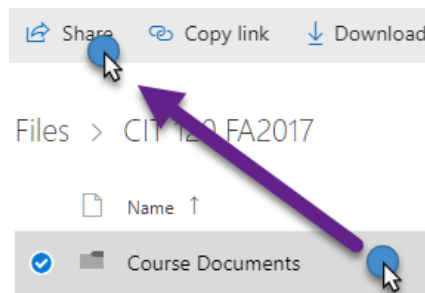 Share Copy link Download
Files > CIT 120 FA2017
Name ↑
Course Documents